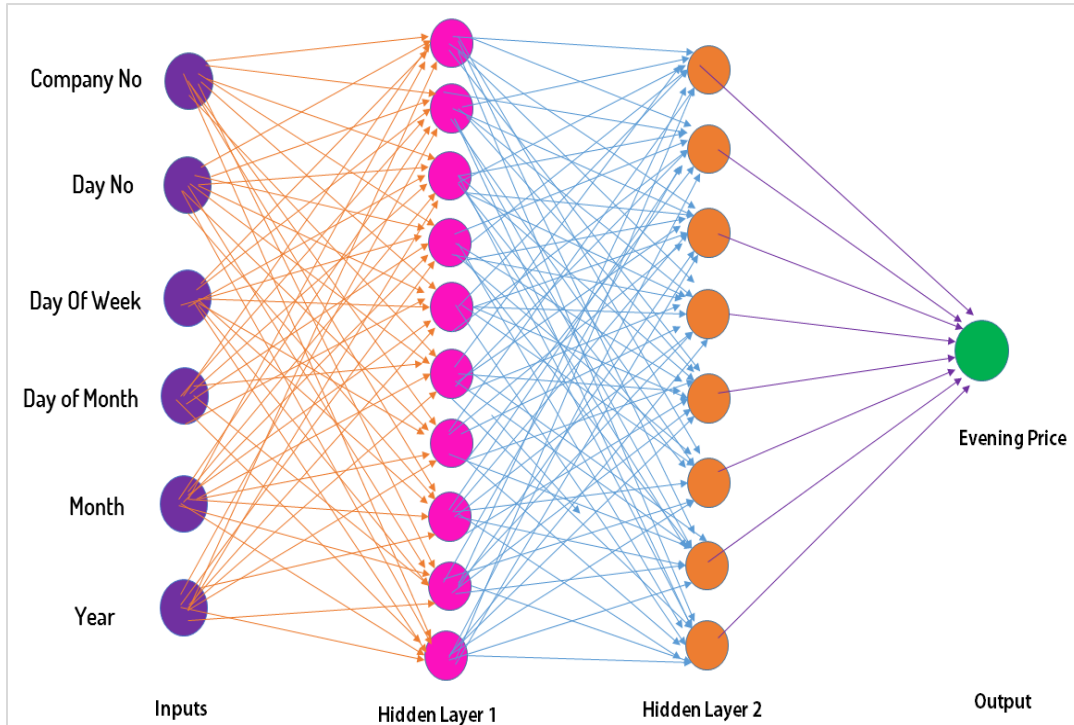 Company No
Day No
Day Of Week
Day of Month
Month
Year
Evening Price
Inputs
Hidden Layer 1
Hidden Layer 2
Output